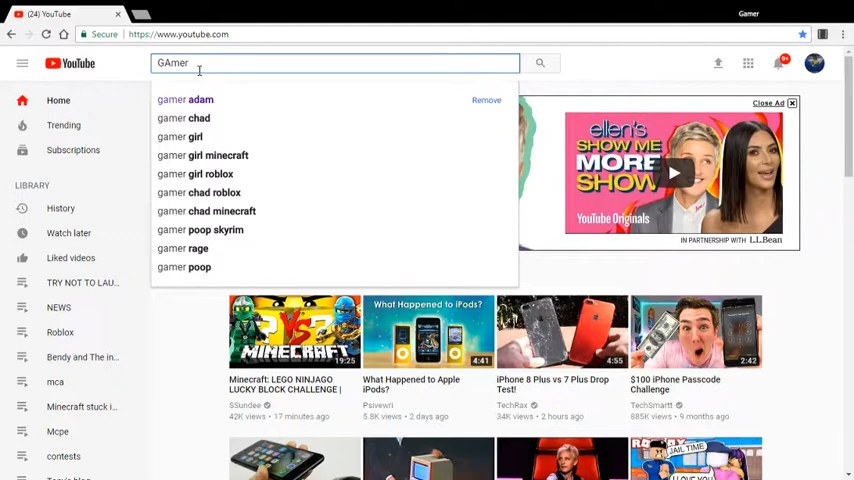 (24) YouTube
Gamer
Secure
https://www.youtube.com
YouTube
GAmer
9+
Home
Trending
Subscriptions
LIBRARY
History
Watch later
Liked videos
TRY NOT TO LAU...
NEWS
Roblox
Bendy and The in...
mca
Minecraft stuck i...
Mcpe
contests
gamer adam
Remove
gamer chad
gamer girl
gamer girl minecraft
gamer girl roblox
gamer chad roblox
gamer chad minecraft
gamer poop skyrim
gamer rage
gamer poop
Close Ad
ellen's
SHOW ME
MORE
SHOW
YouTube Originals
IN PARTNERSHIP WITH L.L.Bean
VS
MINECRAFT
19:25
Minecraft: LEGO NINJAGO
LUCKY BLOCK CHALLENGE |
SSundee
42K views • 17 minutes ago
What Happened to iPods?
4:41
What Happened to Apple
iPods?
Psivewri
5.8K views • 2 days ago
4:55
iPhone 8 Plus vs 7 Plus Drop
Test!
TechRax
34K views • 2 hours ago
2:42
$100 iPhone Passcode
Challenge
TechSmartt
885K views • 9 months ago
JAIL TIME